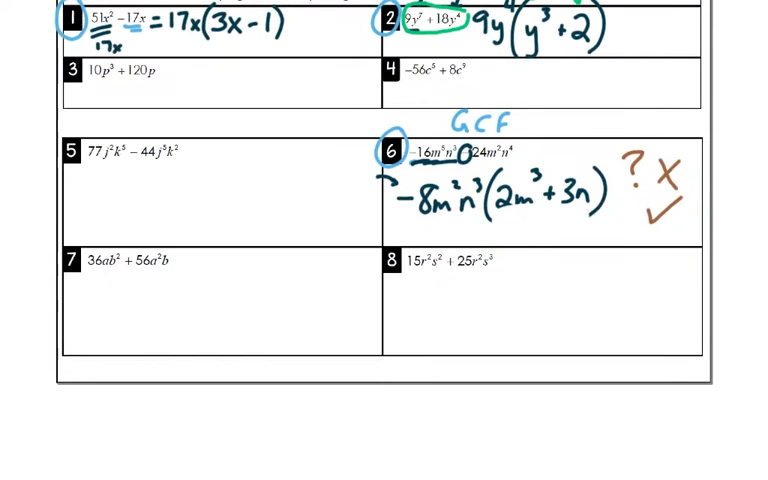 1 51x² − 17x = 17x(3x − 1)
17x
2 9y⁷ + 18y⁴ 9y⁴(y³ + 2)
3 10p³ + 120p
4 −56c⁵ + 8c⁹
GCF
5 77j²k⁵ − 44j⁵k²
6 −16m⁵n³ 24m²n⁴
−8m²n³(2m³ + 3n) ? X ✓
7 36ab² + 56a²b
8 15r²s² + 25r²s³